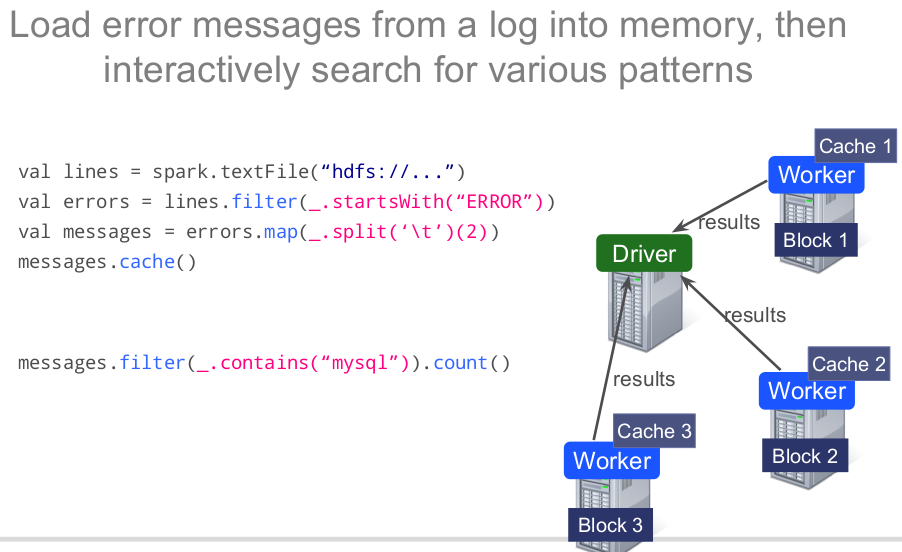 Load error messages from a log into memory, then
interactively search for various patterns
val lines = spark.textFile(“hdfs://...”)
val errors = lines.filter(_.startsWith(“ERROR”))
val messages = errors.map(_.split(‘\t’)(2))
messages.cache()
messages.filter(_.contains(“mysql”)).count()
Cache 1
Worker
results
Block 1
Driver
results
Cache 2
Worker
results
Cache 3
Block 2
Worker
Block 3